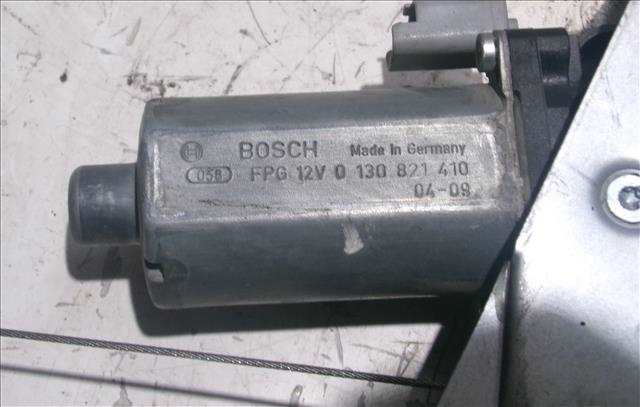 BOSCH Made in Germany
058 FPG 12V 0 130 821 410
04-09